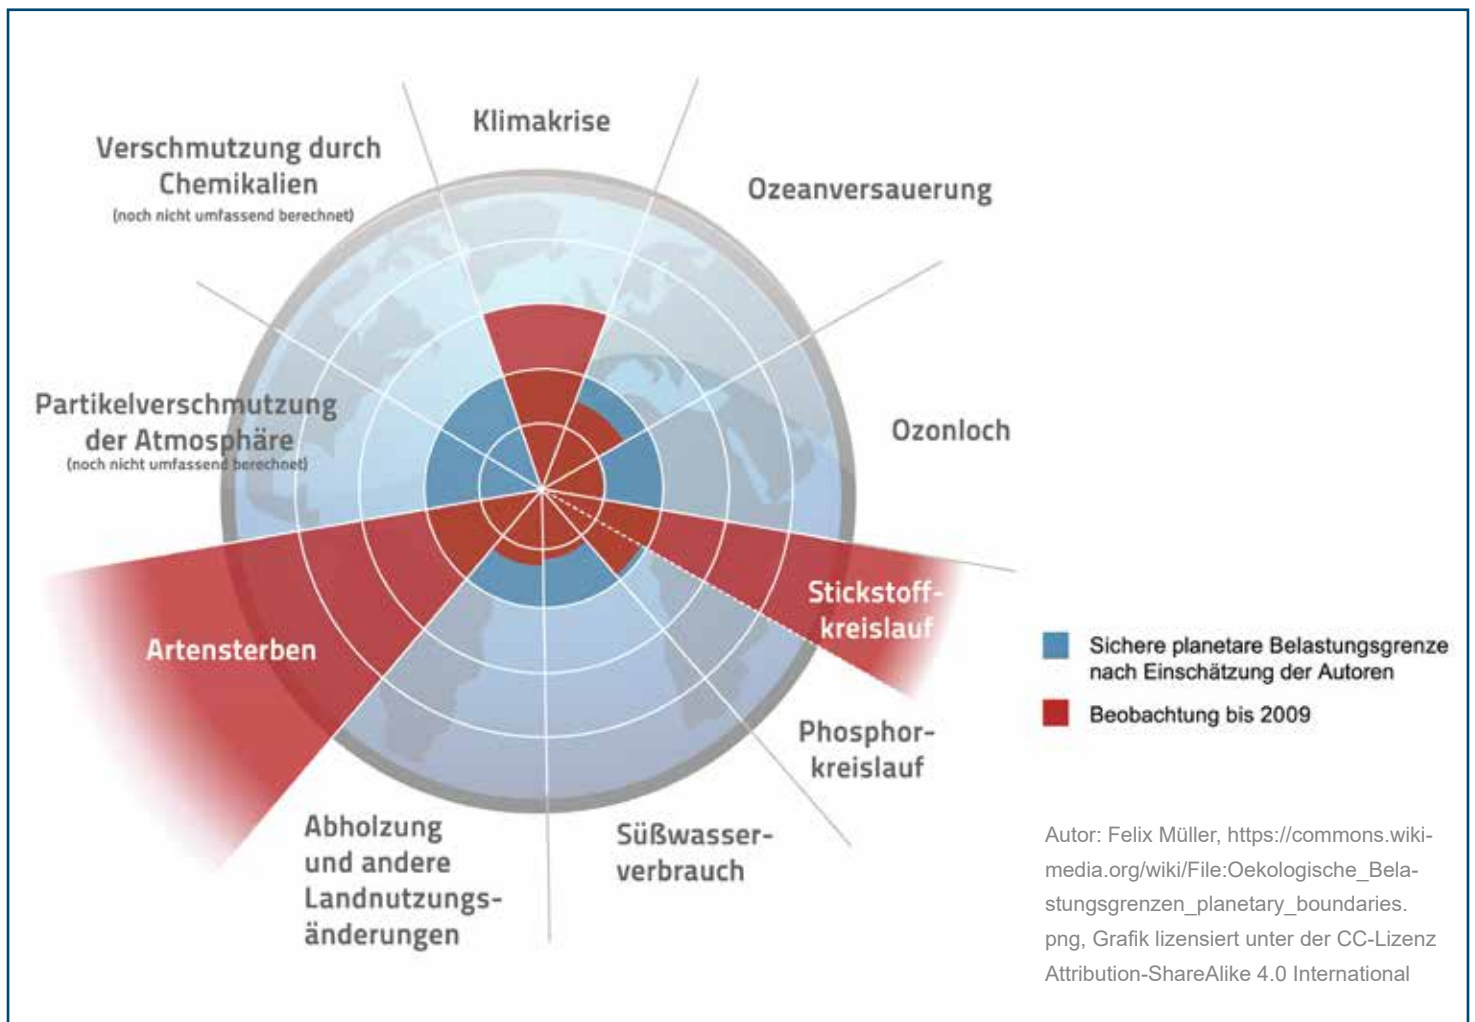 Klimakrise
Verschmutzung durch
Chemikalien
(noch nicht umfassend berechnet)
Ozeanversauerung
Partikelverschmutzung
der Atmosphäre
(noch nicht umfassend berechnet)
Ozonloch
Stickstoff-
kreislauf
Artensterben
Phosphor-
kreislauf
Abholzung
und andere
Landnutzungs-
änderungen
Süßwasser-
verbrauch
Sichere planetare Belastungsgrenze
nach Einschätzung der Autoren
Beobachtung bis 2009
Autor: Felix Müller, https://commons.wiki-
media.org/wiki/File:Oekologische_Bela-
stungsgrenzen_planetary_boundaries.
png, Grafik lizensiert unter der CC-Lizenz
Attribution-ShareAlike 4.0 International